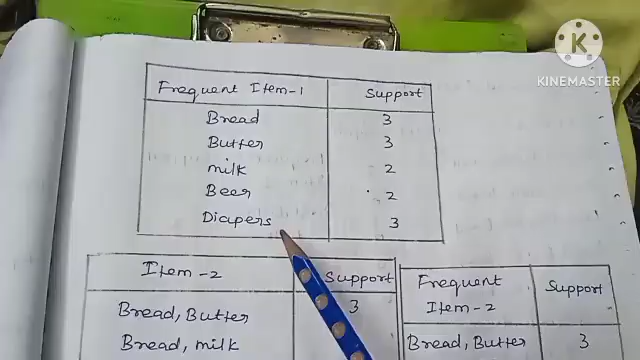 KINEMASTER
Frequent Item-1 Support
Bread 3
Butter 3
milk 2
Beer 2
Diapers 3
Item-2 Support
Bread, Butter 3
Bread, milk
Frequent Item-2 Support
Bread, Butter 3